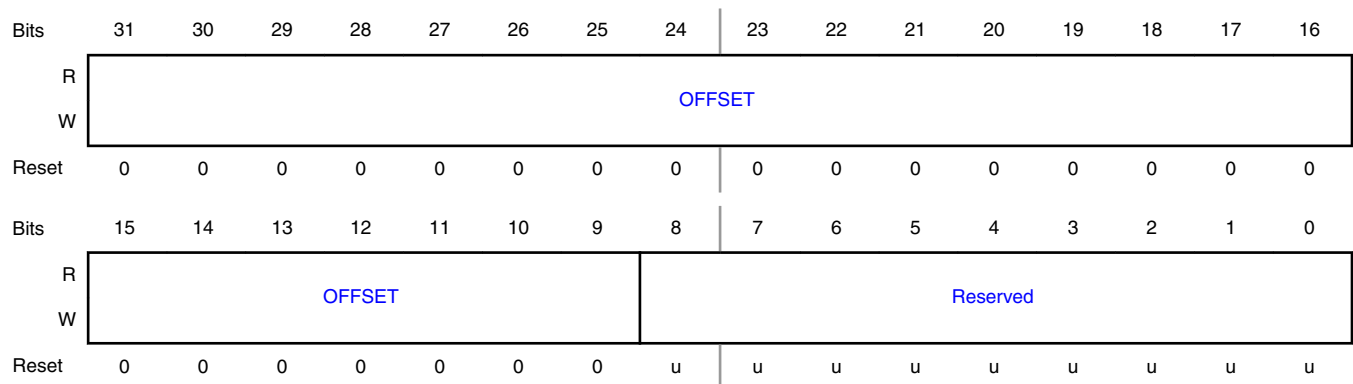 Bits 31 30 29 28 27 26 25 24 23 22 21 20 19 18 17 16
R
OFFSET
W
Reset 0 0 0 0 0 0 0 0 0 0 0 0 0 0 0 0
Bits 15 14 13 12 11 10 9 8 7 6 5 4 3 2 1 0
R
OFFSET Reserved
W
Reset 0 0 0 0 0 0 0 u u u u u u u u u